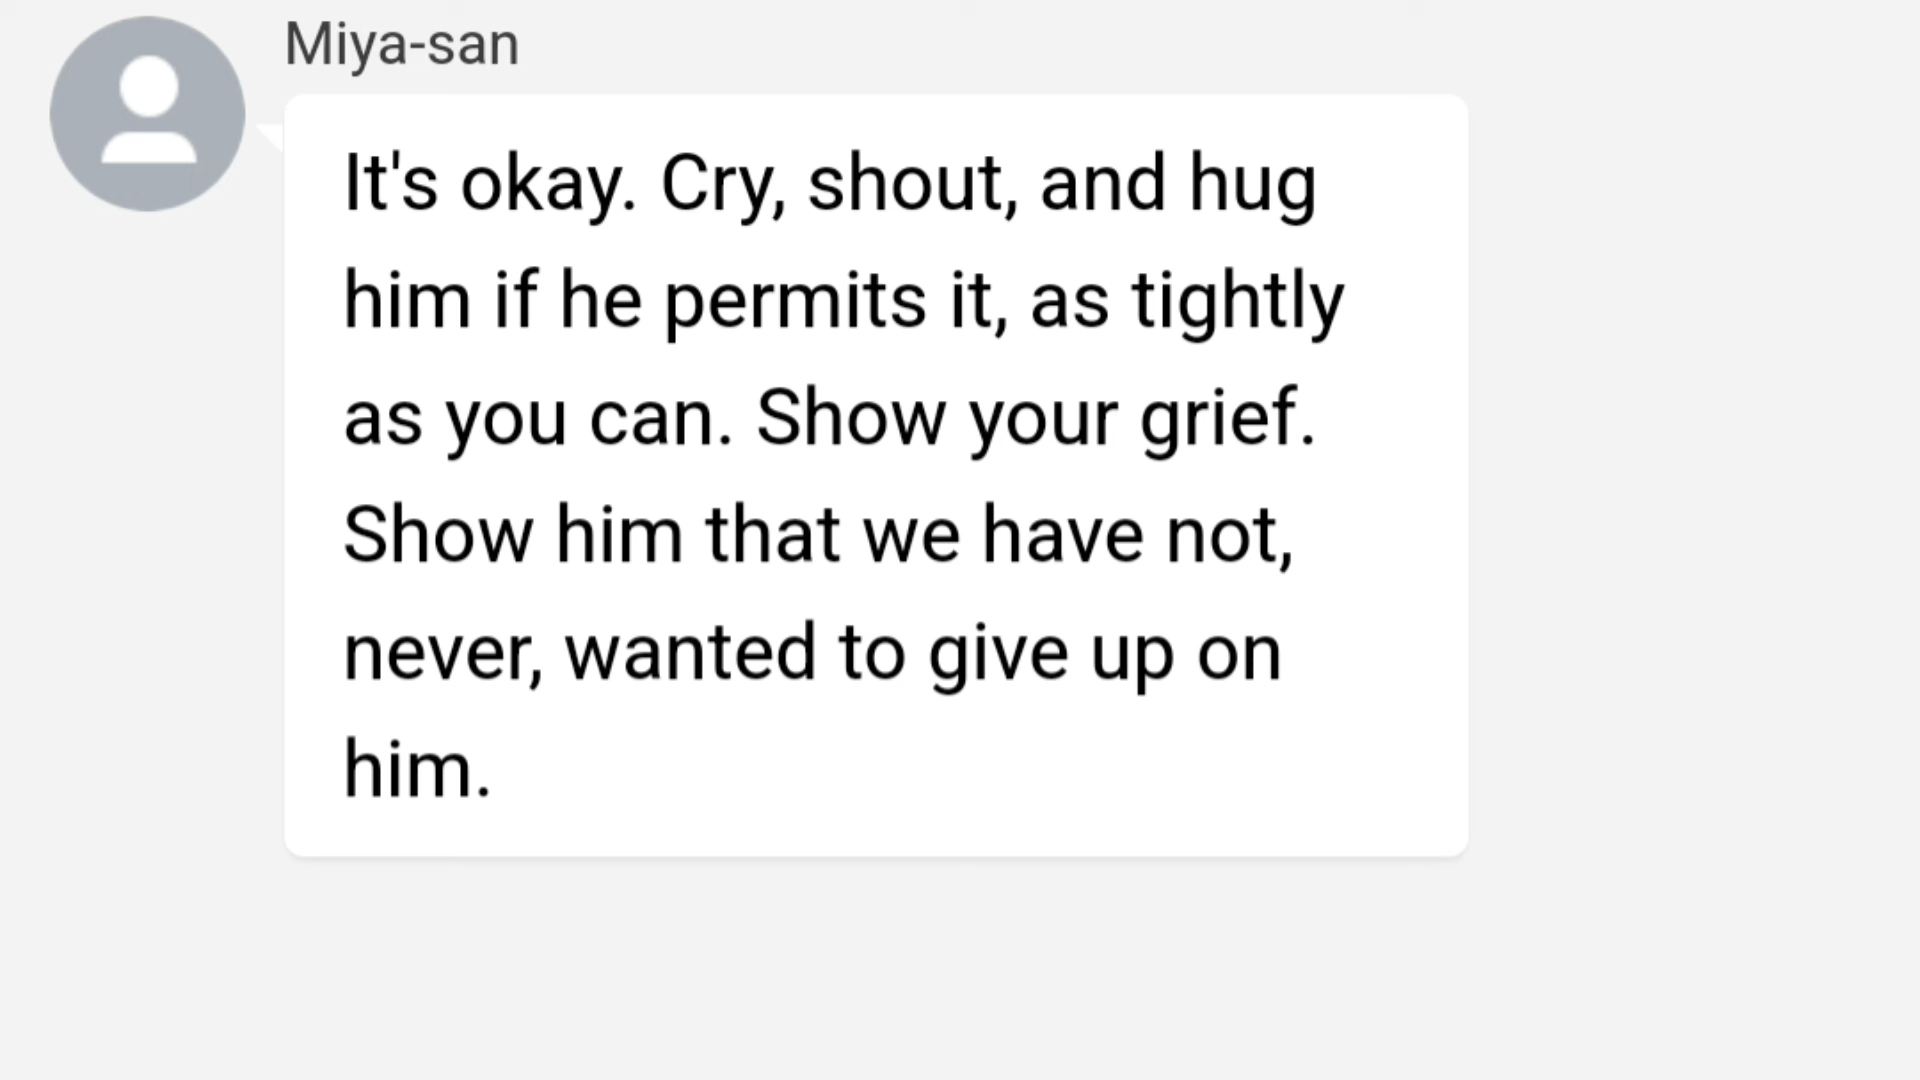 Miya-san
It's okay. Cry, shout, and hug
him if he permits it, as tightly
as you can. Show your grief.
Show him that we have not,
never, wanted to give up on
him.